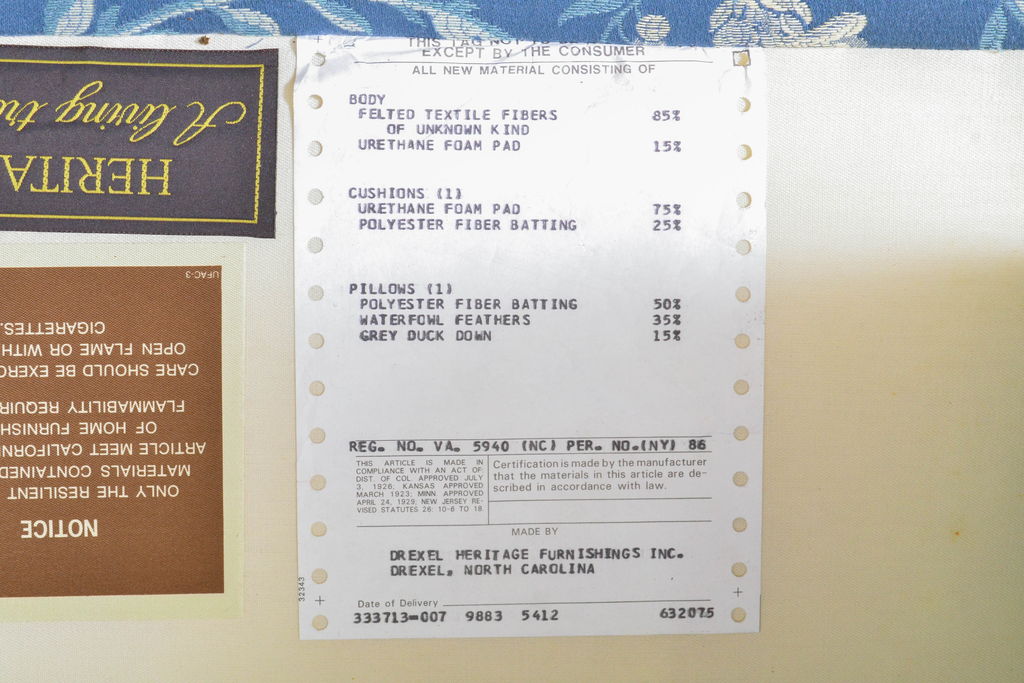 THIS TAG NOT TO
EXCEPT BY THE CONSUMER
ALL NEW MATERIAL CONSISTING OF
BODY
FELTED TEXTILE FIBERS 85%
OF UNKNOWN KIND
URETHANE FOAM PAD 15%
CUSHIONS (1)
URETHANE FOAM PAD 75%
POLYESTER FIBER BATTING 25%
PILLOWS (1)
POLYESTER FIBER BATTING 50%
WATERFOWL FEATHERS 35%
GREY DUCK DOWN 15%
REG. NO. VA. 5940 (NC) PER. NO.(NY) 86
THIS ARTICLE IS MADE IN
COMPLIANCE WITH AN ACT OF
DIST. OF COL. APPROVED JULY
3, 1926; KANSAS APPROVED
MARCH 1923; MINN. APPROVED
APRIL 24, 1929; NEW JERSEY RE-
VISED STATUTES 26: 10-6 TO 18.
Certification is made by the manufacturer
that the materials in this article are de-
scribed in accordance with law.
MADE BY
DREXEL HERITAGE FURNISHINGS INC.
DREXEL, NORTH CAROLINA
Date of Delivery
333713-007 9883 5412 632075
32343
A living
HERITA
NOTICE
ONLY THE RESILIENT
MATERIALS CONTAINED
ARTICLE MEET CALIFORN
OF HOME FURNISH
FLAMMABILITY REQUIR
CARE SHOULD BE EXERC
OPEN FLAME OR WITH
CIGARETTES.
UFAC-3